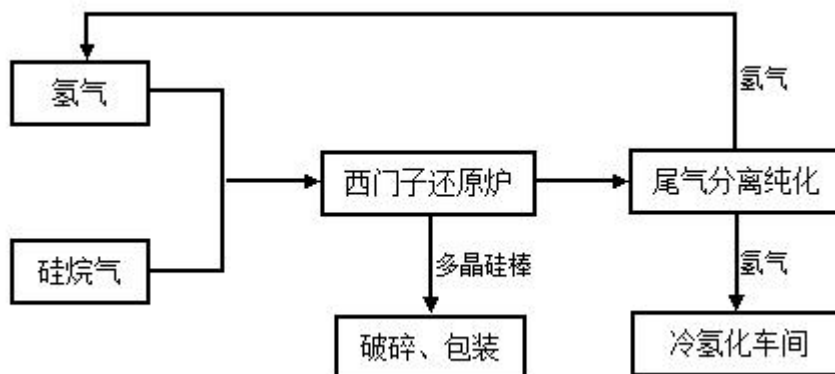 氢气
氢气
西门子还原炉
尾气分离纯化
硅烷气
多晶硅棒
氢气
破碎、包装
冷氢化车间